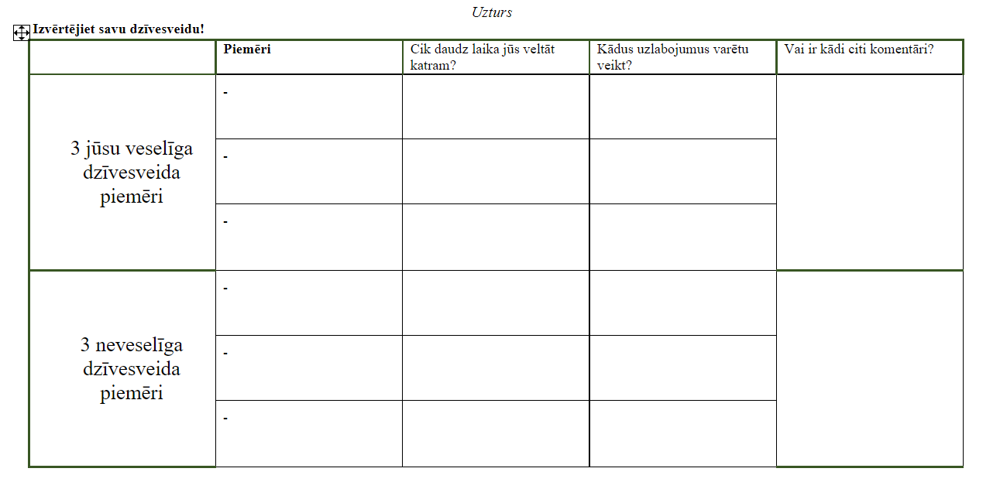 Uzturs
Izvērtējiet savu dzīvesveidu!
Piemēri
Cik daudz laika jūs veltāt
katram?
Kādus uzlabojumus varētu
veikt?
Vai ir kādi citi komentāri?
3 jūsu veselīga
dzīvesveida
piemēri
-
-
-
3 neveselīga
dzīvesveida
piemēri
-
-
-